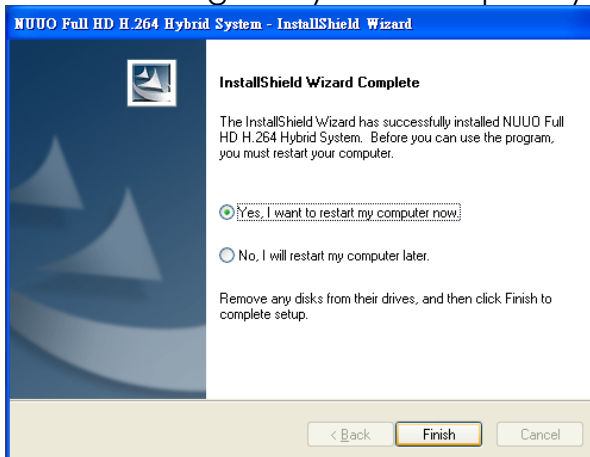 NUUO Full HD H.264 Hybrid System - InstallShield Wizard
InstallShield Wizard Complete
The InstallShield Wizard has successfully installed NUUO Full
HD H.264 Hybrid System.  Before you can use the program,
you must restart your computer.
Yes, I want to restart my computer now.
No, I will restart my computer later.
Remove any disks from their drives, and then click Finish to
complete setup.
< Back
Finish
Cancel